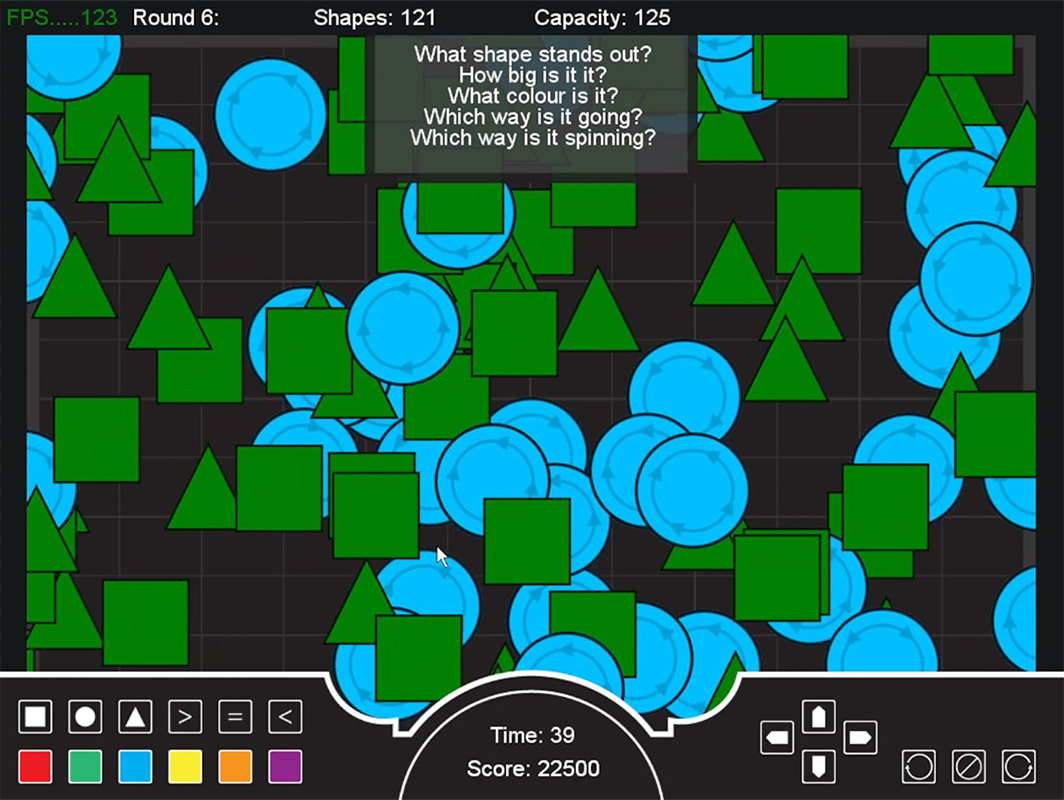 FPS.....123 Round 6: Shapes: 121 Capacity: 125
What shape stands out?
How big is it it?
What colour is it?
Which way is it going?
Which way is it spinning?
> = <
Time: 39
Score: 22500